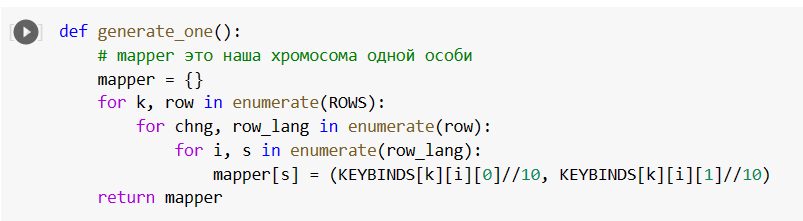 def generate_one():
    # mapper это наша хромосома одной особи
    mapper = {}
    for k, row in enumerate(ROWS):
        for chng, row_lang in enumerate(row):
            for i, s in enumerate(row_lang):
                mapper[s] = (KEYBINDS[k][i][0]//10, KEYBINDS[k][i][1]//10)
    return mapper